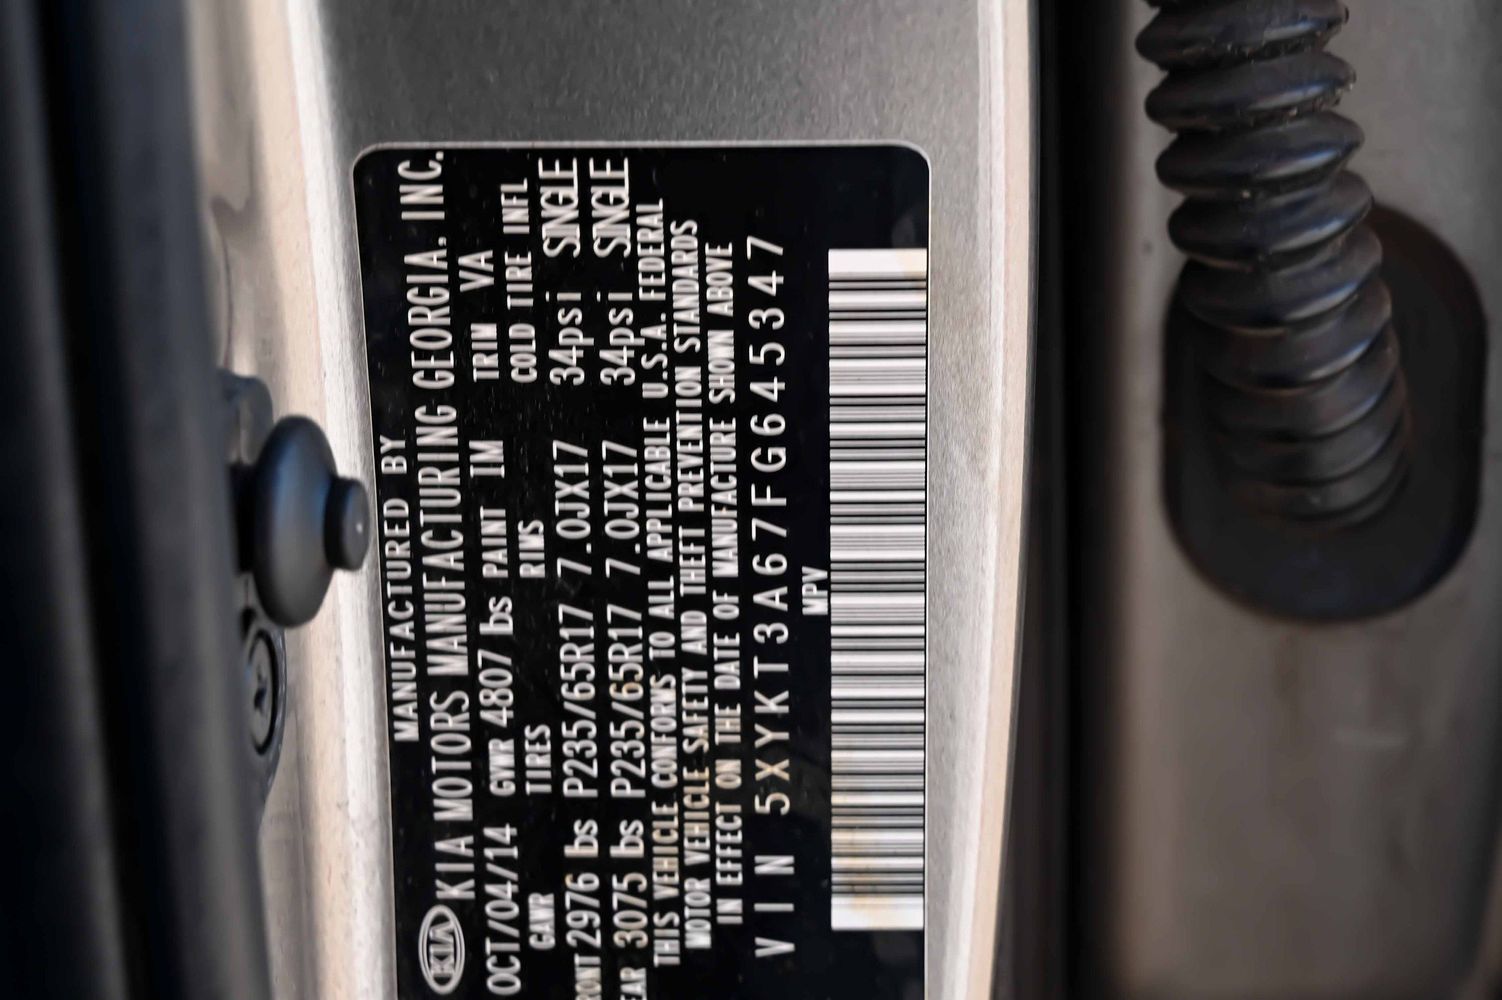 MANUFACTURED BY
KIA KIA MOTORS MANUFACTURING GEORGIA. INC.
OCT/04/14 GVWR 4807 lbs PAINT IM TRIM VA
GAWR TIRES RIMS COLD TIRE INFL
RONT 2976 lbs P235/65R17 7.0JX17 34psi SINGLE
EAR 3075 lbs P235/65R17 7.0JX17 34psi SINGLE
THIS VEHICLE CONFORMS TO ALL APPLICABLE U.S.A. FEDERAL
MOTOR VEHICLE SAFETY AND THEFT PREVENTION STANDARDS
IN EFFECT ON THE DATE OF MANUFACTURE SHOWN ABOVE
VIN 5XYKT3A67FG645347
MPV